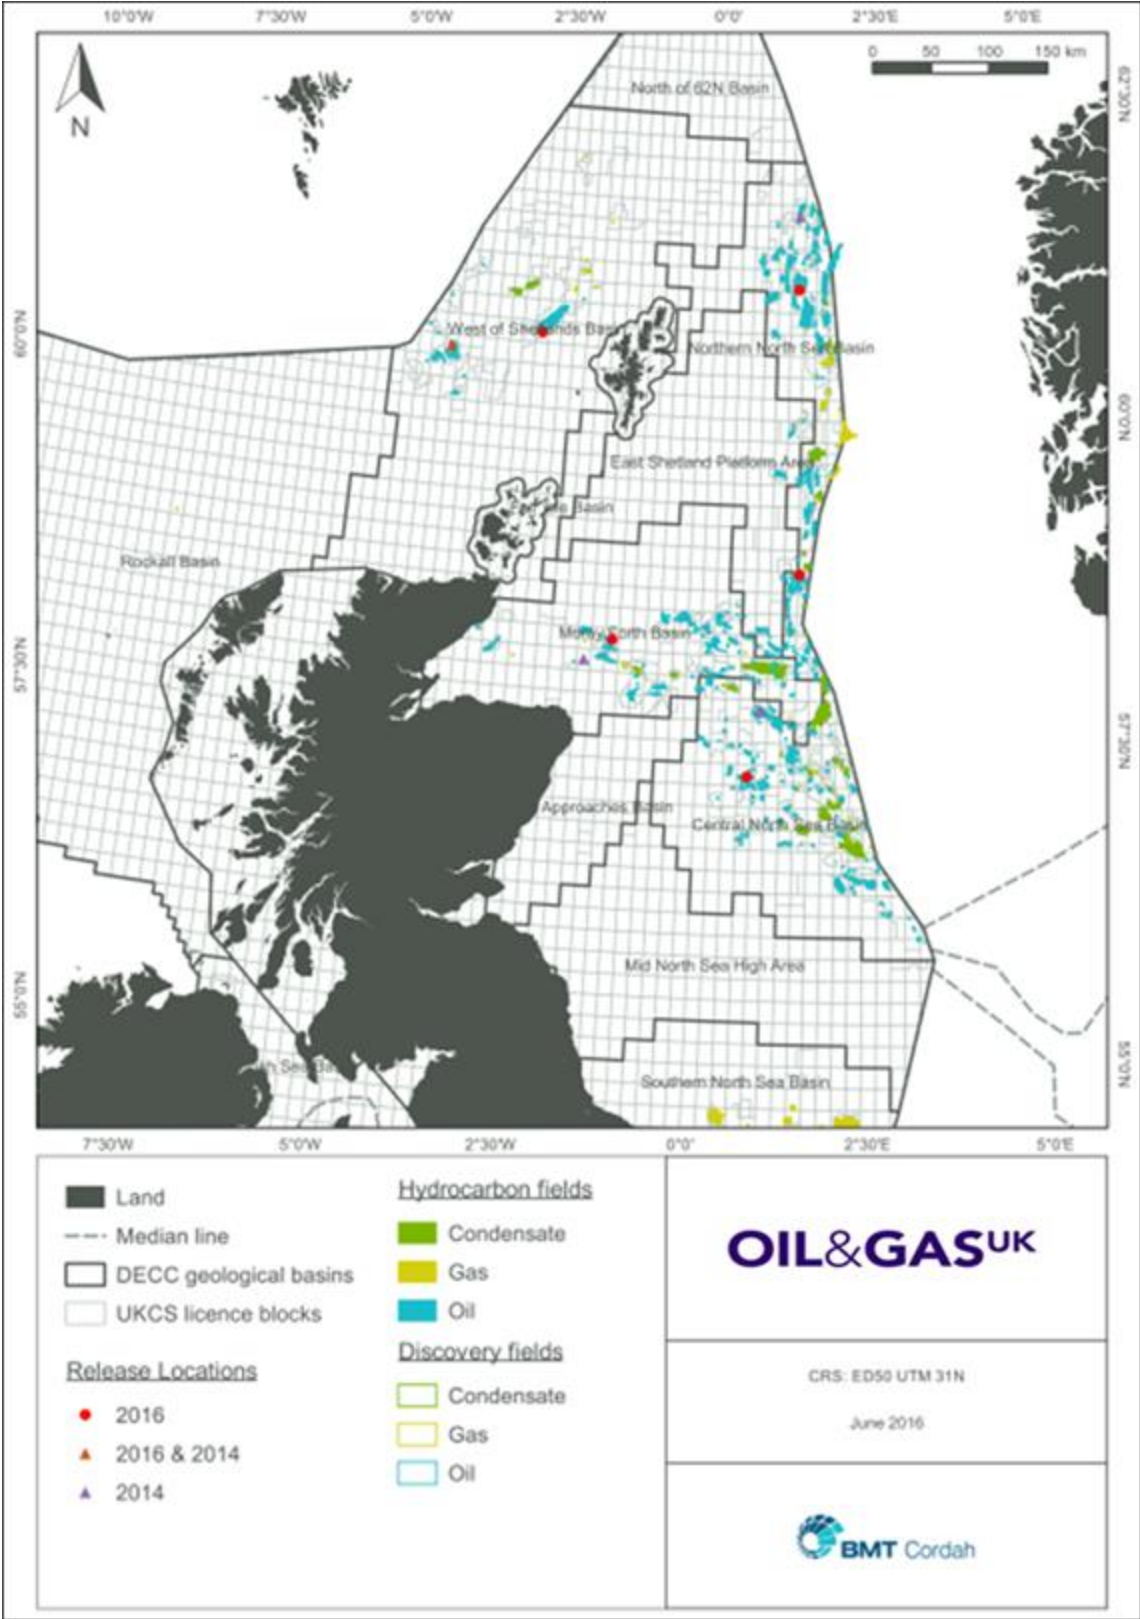 10°0'W 7°30'W 5°0'W 2°30'W 0°0' 2°30'E 5°0'E
0 50 100 150 km
N
62°30'N
North of 62N Basin
60°0'N
West of Shetlands Basin
Northern North Sea Basin
60°0'N
East Shetland Platform Area
Basin
Rockall Basin
57°30'N
Moray Forth Basin
57°30'N
Approaches Basin
Central North Sea Basin
Mid North Sea High Area
55°0'N
55°0'N
Southern North Sea Basin
7°30'W 5°0'W 2°30'W 0°0' 2°30'E 5°0'E
Land
Median line
DECC geological basins
UKCS licence blocks
Release Locations
2016
2016 & 2014
2014
Hydrocarbon fields
Condensate
Gas
Oil
Discovery fields
Condensate
Gas
Oil
OIL&GASUK
CRS: ED50 UTM 31N
June 2016
BMT Cordah